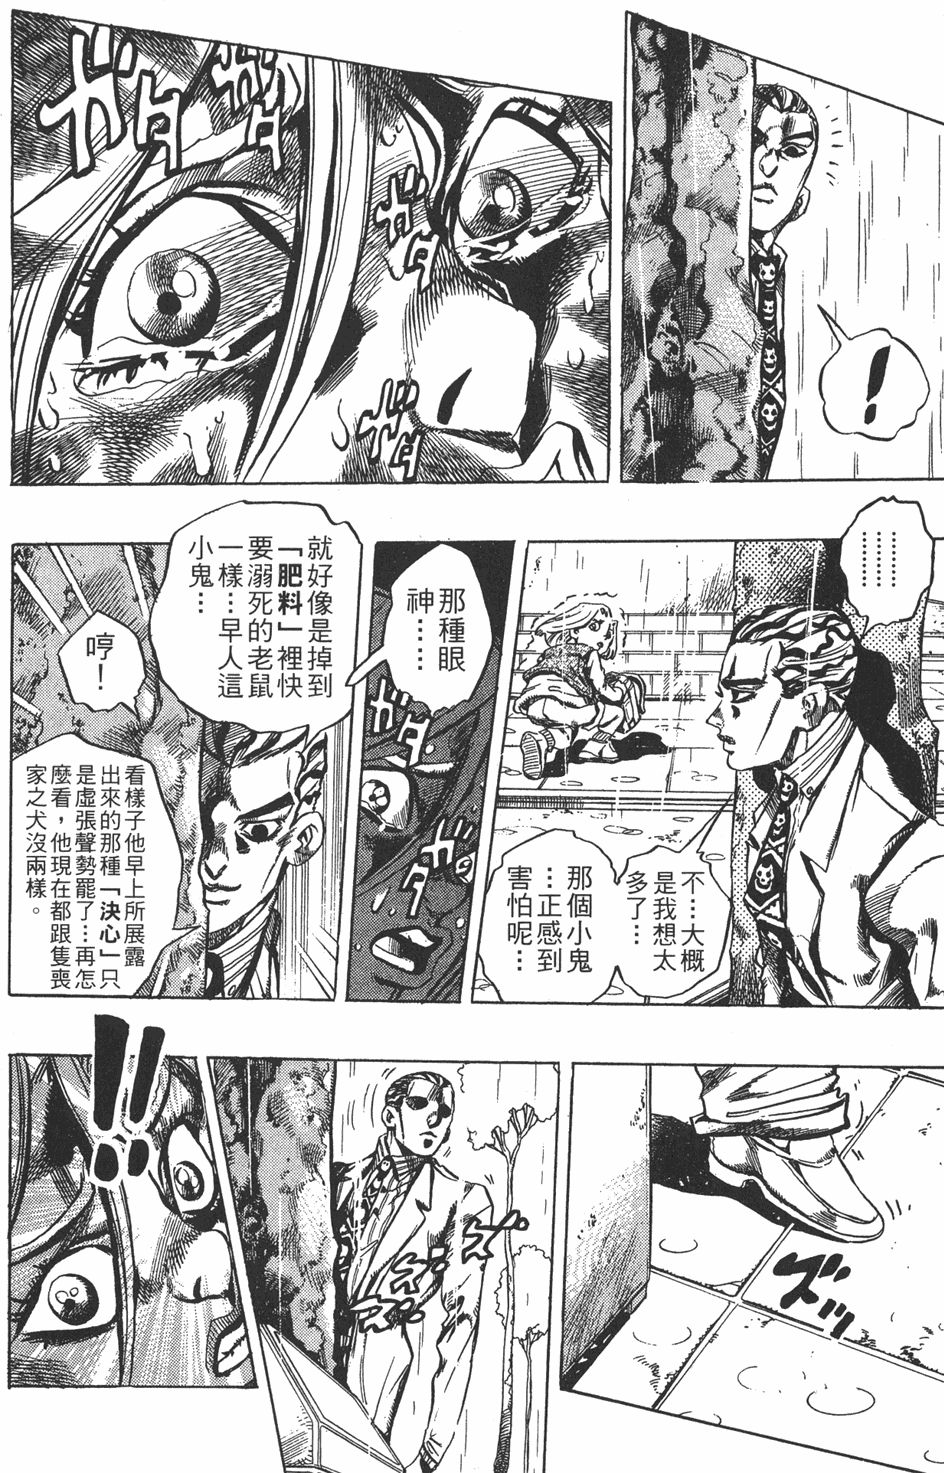 ！
ガタ
ガタ
ガタ
ガタ
………
………
不…大概
是我想太
多了…
那個小鬼
…正感到
害怕呢…
那種眼
神……
ガタ
就好像是掉到
「肥料」裡快
要溺死的老鼠
一樣…早人這
小鬼…
哼！
看樣子他早上所展露
出來的那種「決心」只
是虛張聲勢罷了…再怎
麼看，他現在都跟隻喪
家之犬沒兩樣。
ズッ
ズズズ
!!